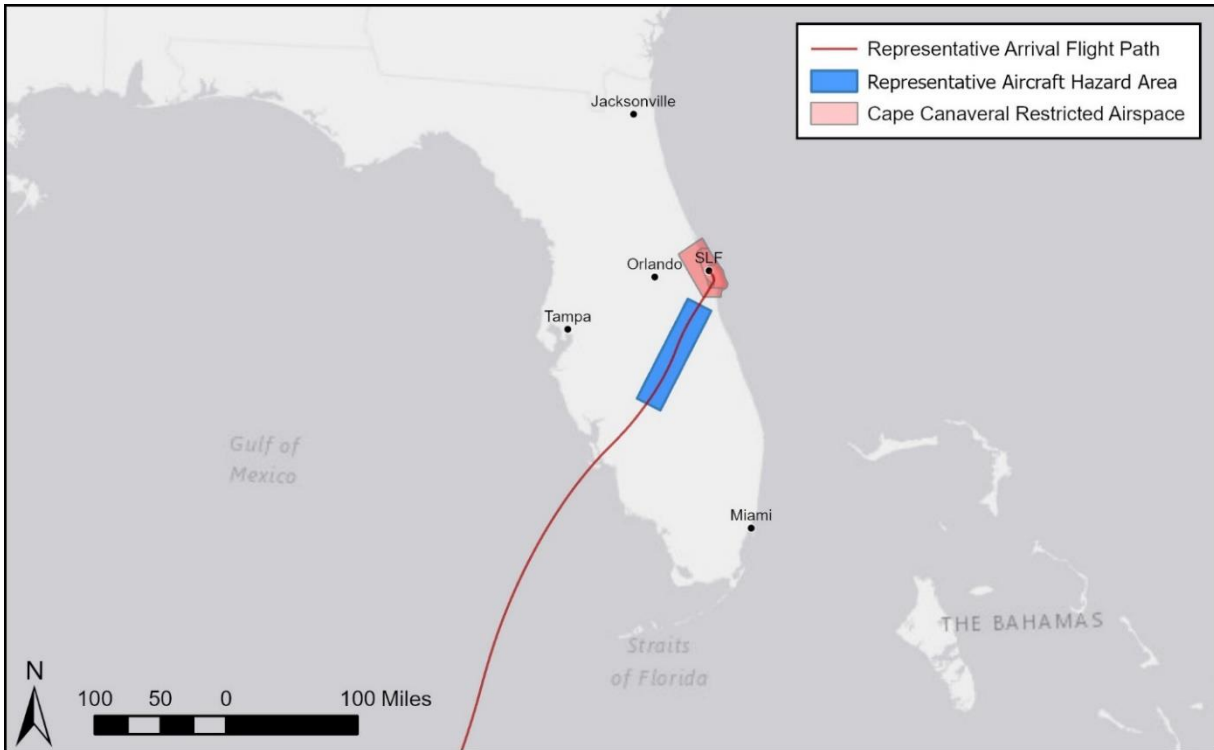 Representative Arrival Flight Path
Representative Aircraft Hazard Area
Cape Canaveral Restricted Airspace
Jacksonville
SLF
Orlando
Tampa
Gulf of
Mexico
Miami
THE BAHAMAS
Straits
of Florida
N
100 50 0 100 Miles